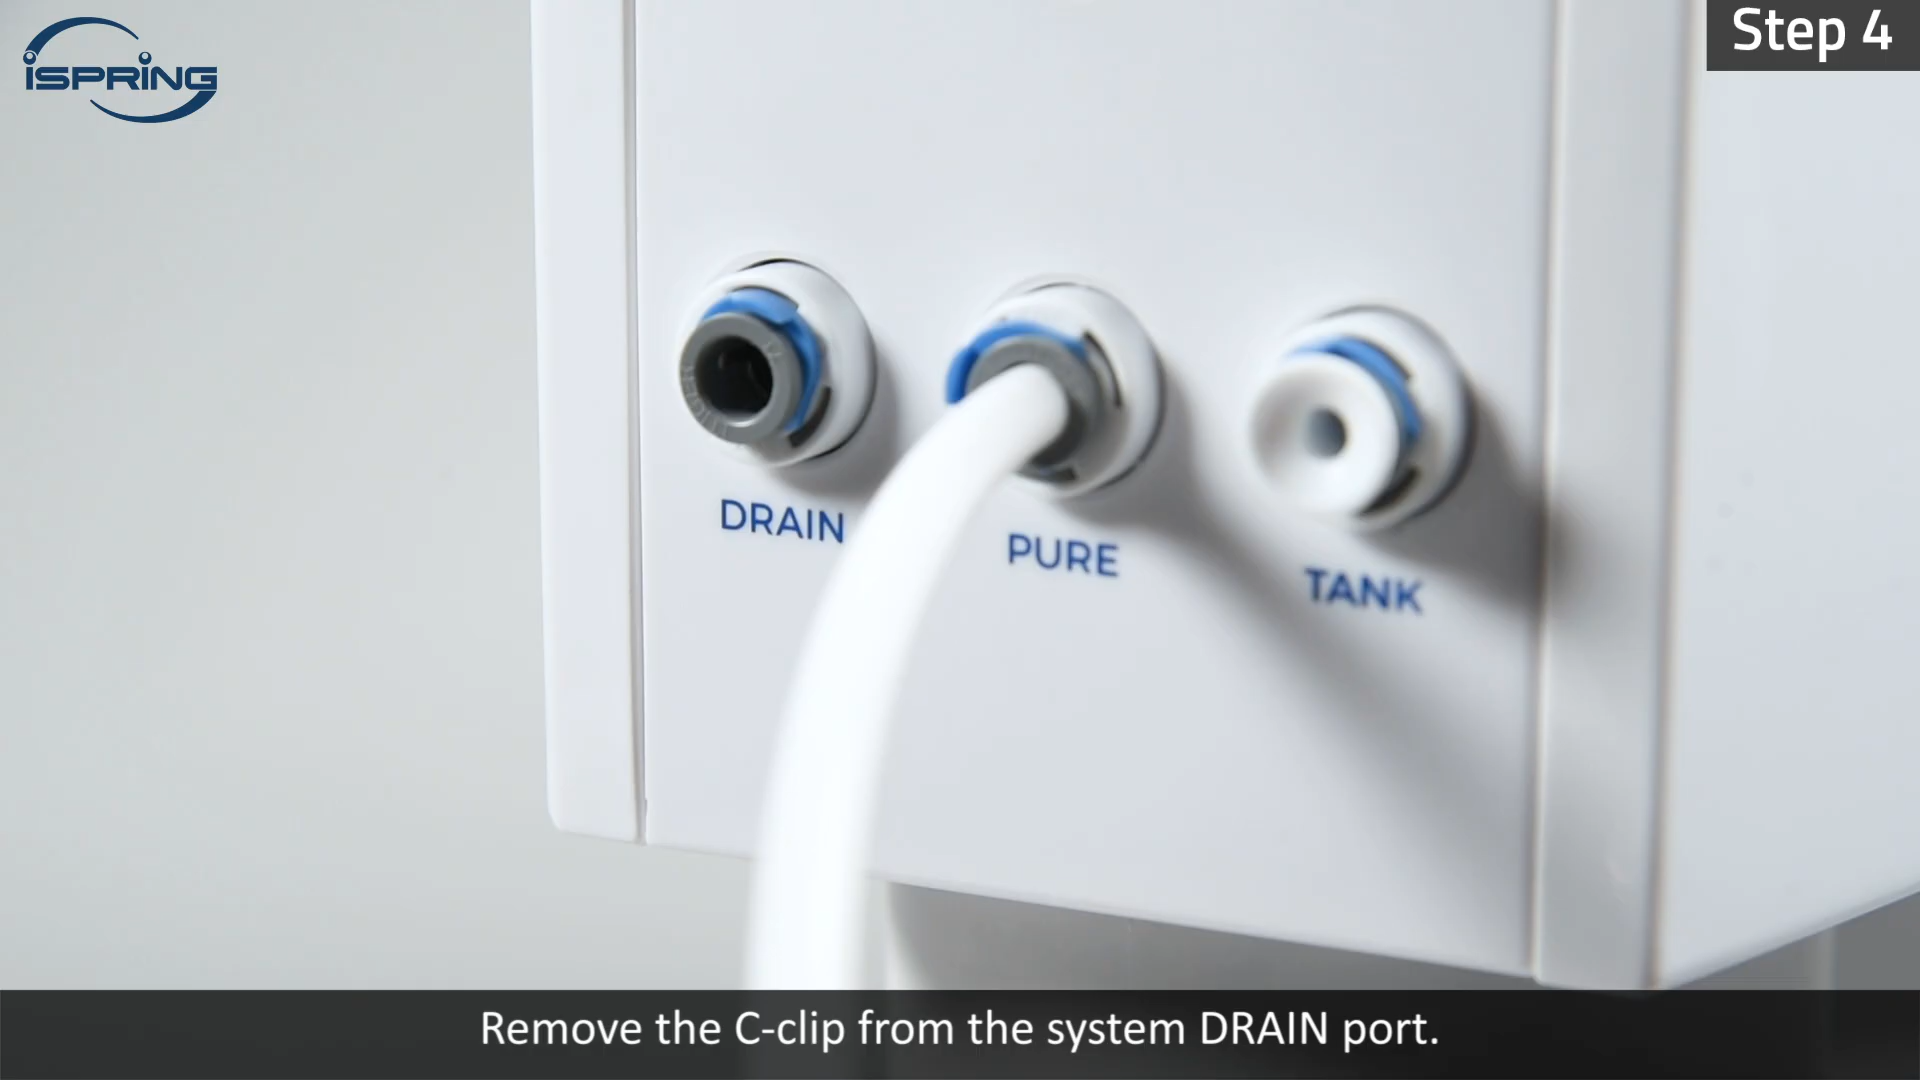 iSPRING
Step 4
DRAIN
PURE
TANK
Remove the C-clip from the system DRAIN port.